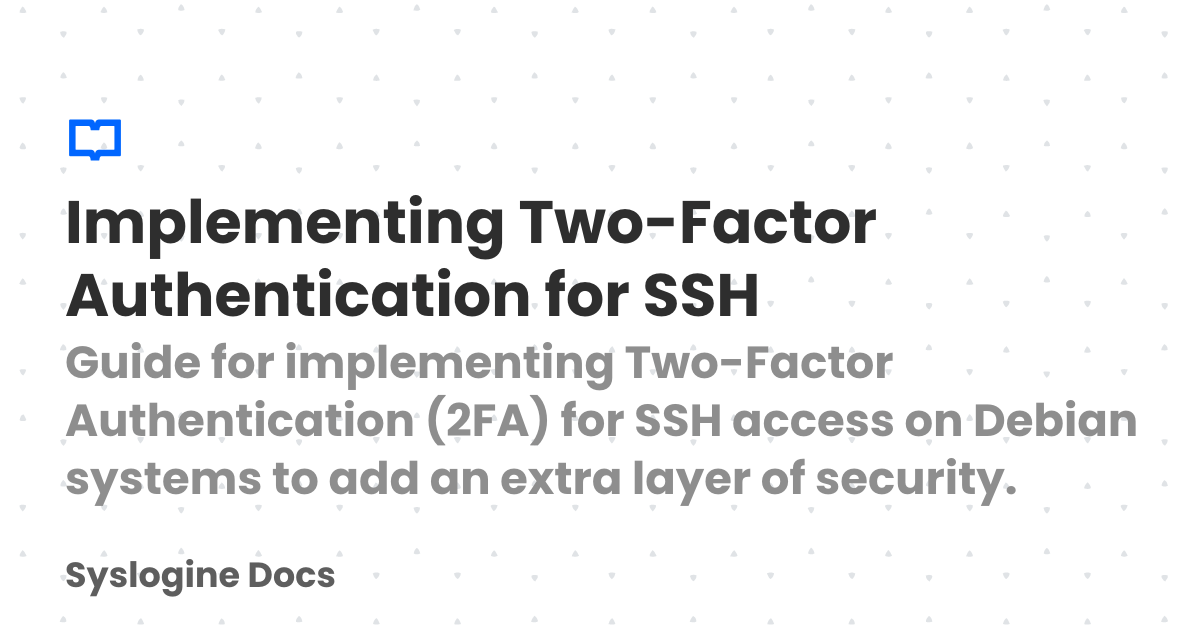 Implementing Two-Factor
Authentication for SSH
Guide for implementing Two-Factor
Authentication (2FA) for SSH access on Debian
systems to add an extra layer of security.
Syslogine Docs